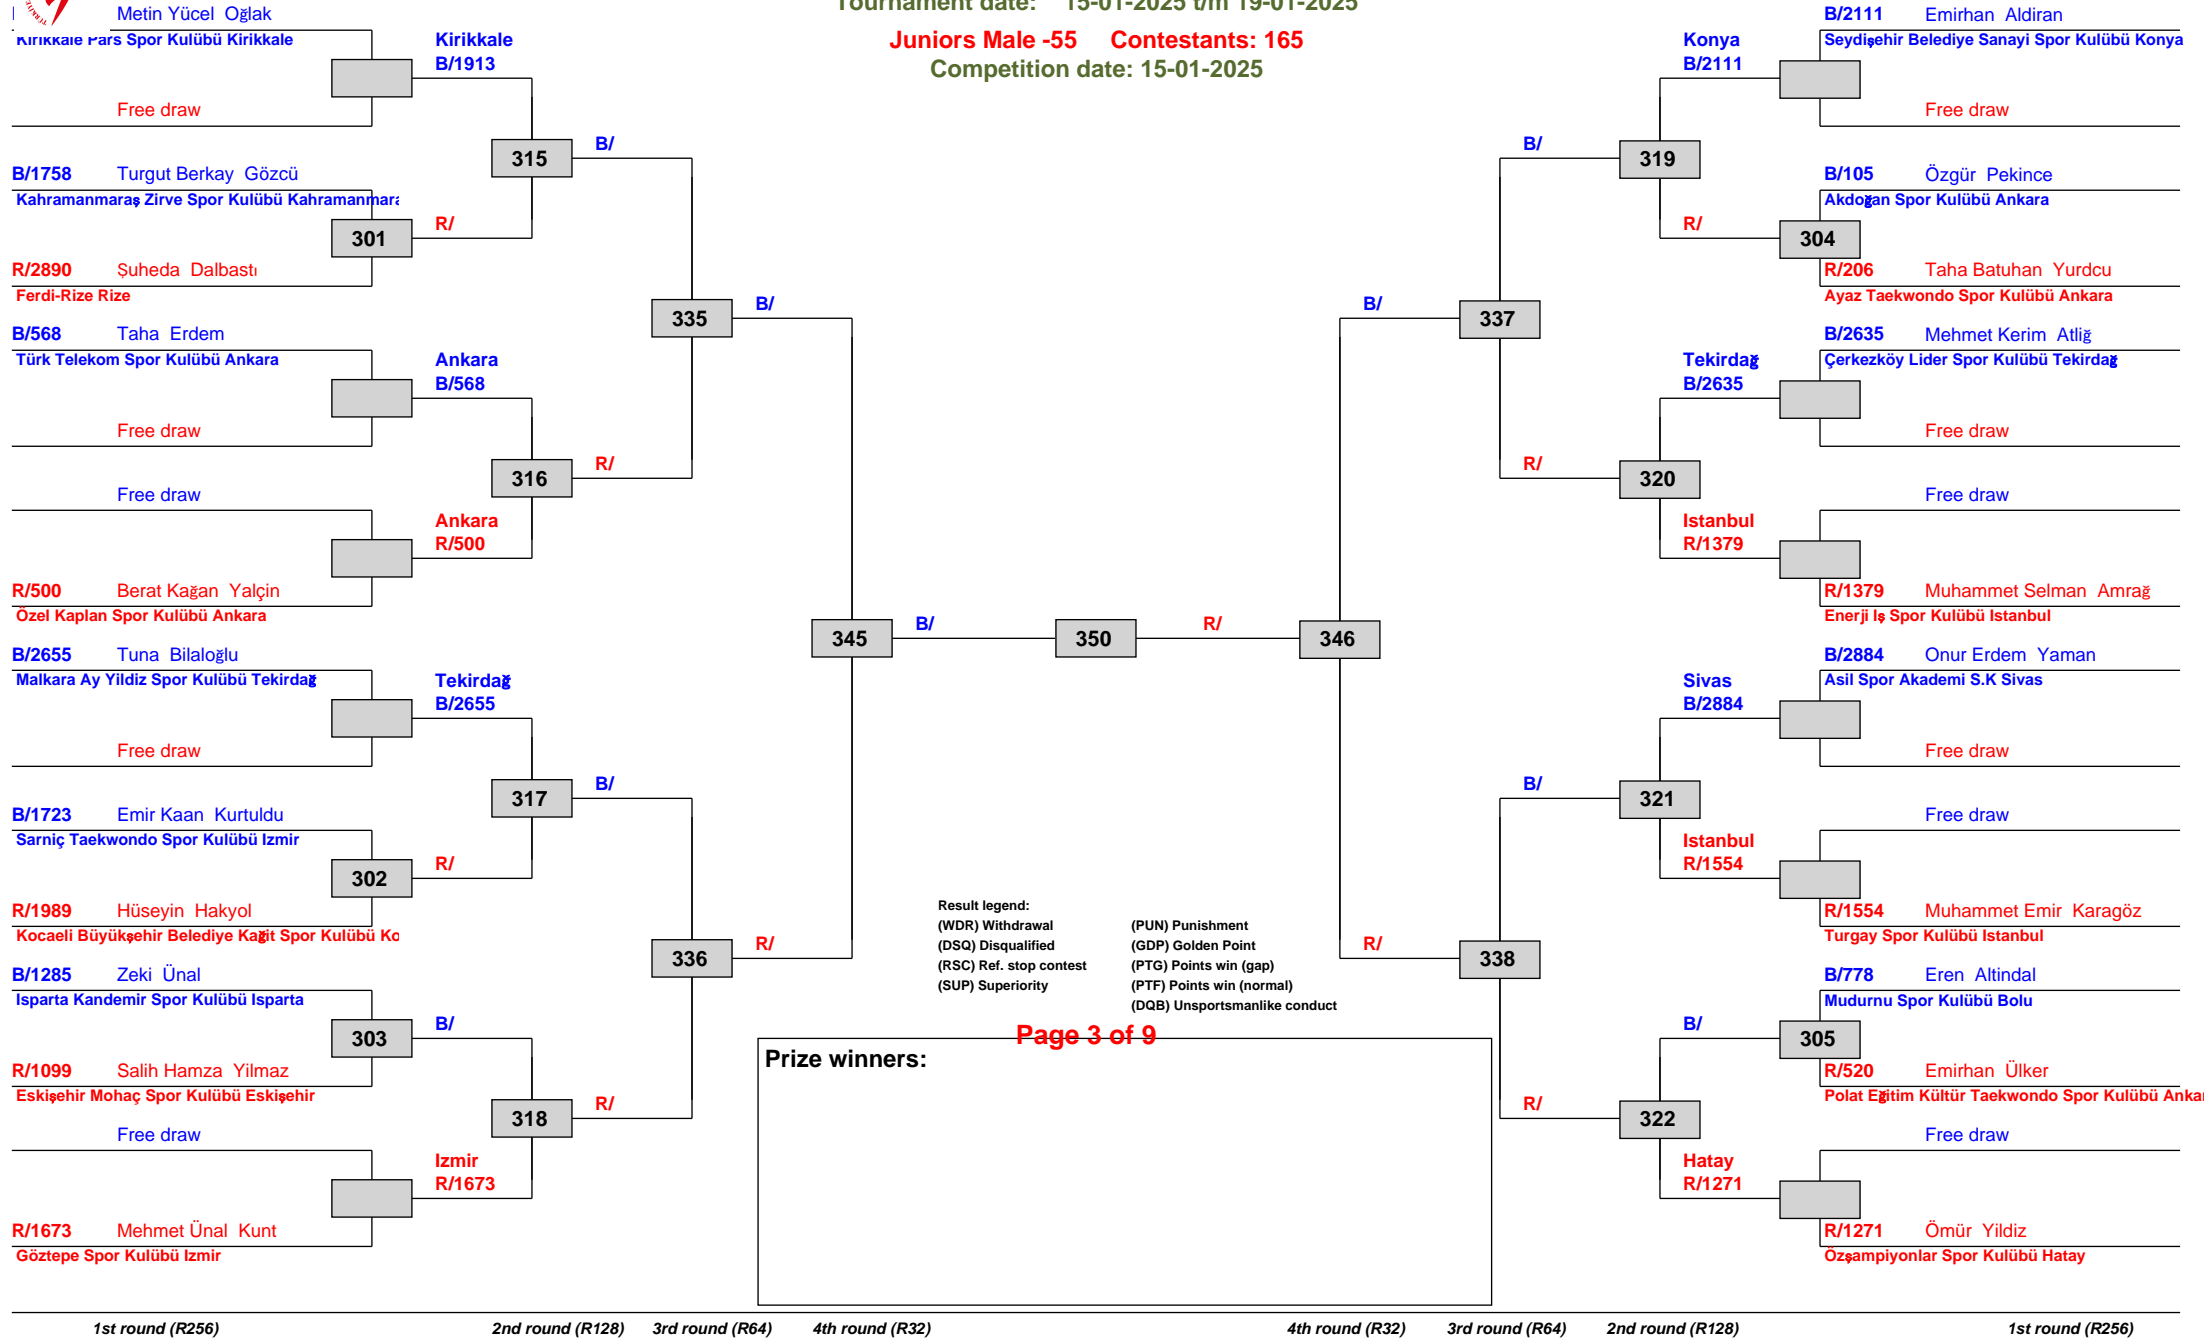 Tournament date: 15-01-2025 t/m 19-01-2025
Juniors Male -55 Contestants: 165
Competition date: 15-01-2025
Metin Yücel Oğlak
Kirikkale Pars Spor Kulübü Kirikkale
Free draw
B/1758 Turgut Berkay Gözcü
Kahramanmaraş Zirve Spor Kulübü Kahramanmara
301
R/2890 Şuheda Dalbastı
Ferdi-Rize Rize
B/568 Taha Erdem
Türk Telekom Spor Kulübü Ankara
Free draw
Free draw
R/500 Berat Kağan Yalçin
Özel Kaplan Spor Kulübü Ankara
B/2655 Tuna Bilaloğlu
Malkara Ay Yildiz Spor Kulübü Tekirdağ
Free draw
B/1723 Emir Kaan Kurtuldu
Sarniç Taekwondo Spor Kulübü Izmir
302
R/1989 Hüseyin Hakyol
Kocaeli Büyükşehir Belediye Kağit Spor Kulübü Ko
B/1285 Zeki Ünal
Isparta Kandemir Spor Kulübü Isparta
303
R/1099 Salih Hamza Yilmaz
Eskişehir Mohaç Spor Kulübü Eskişehir
Free draw
R/1673 Mehmet Ünal Kunt
Göztepe Spor Kulübü Izmir
Kirikkale
B/1913
315
R/
Ankara
B/568
316
Ankara
R/500
Tekirdağ
B/2655
317
R/
B/
318
Izmir
R/1673
B/
335
R/
B/
336
R/
B/
345
R/
B/
350
R/
346
B/
R/
B/
337
R/
B/
338
R/
Konya
B/2111
319
R/
Tekirdağ
B/2635
320
Istanbul
R/1379
Sivas
B/2884
321
Istanbul
R/1554
B/
322
Hatay
R/1271
B/2111 Emirhan Aldiran
Seydişehir Belediye Sanayi Spor Kulübü Konya
Free draw
B/105 Özgür Pekince
Akdoğan Spor Kulübü Ankara
304
R/206 Taha Batuhan Yurdcu
Ayaz Taekwondo Spor Kulübü Ankara
B/2635 Mehmet Kerim Atliğ
Çerkezköy Lider Spor Kulübü Tekirdağ
Free draw
Free draw
R/1379 Muhammet Selman Amrağ
Enerji Iş Spor Kulübü Istanbul
B/2884 Onur Erdem Yaman
Asil Spor Akademi S.K Sivas
Free draw
Free draw
R/1554 Muhammet Emir Karagöz
Turgay Spor Kulübü Istanbul
B/778 Eren Altindal
Mudurnu Spor Kulübü Bolu
305
R/520 Emirhan Ülker
Polat Eğitim Kültür Taekwondo Spor Kulübü Ankar
Free draw
R/1271 Ömür Yildiz
Özşampiyonlar Spor Kulübü Hatay
Result legend:
(WDR) Withdrawal (PUN) Punishment
(DSQ) Disqualified (GDP) Golden Point
(RSC) Ref. stop contest (PTG) Points win (gap)
(SUP) Superiority (PTF) Points win (normal)
(DQB) Unsportsmanlike conduct
Page 3 of 9
Prize winners:
1st round (R256) 2nd round (R128) 3rd round (R64) 4th round (R32) 4th round (R32) 3rd round (R64) 2nd round (R128) 1st round (R256)